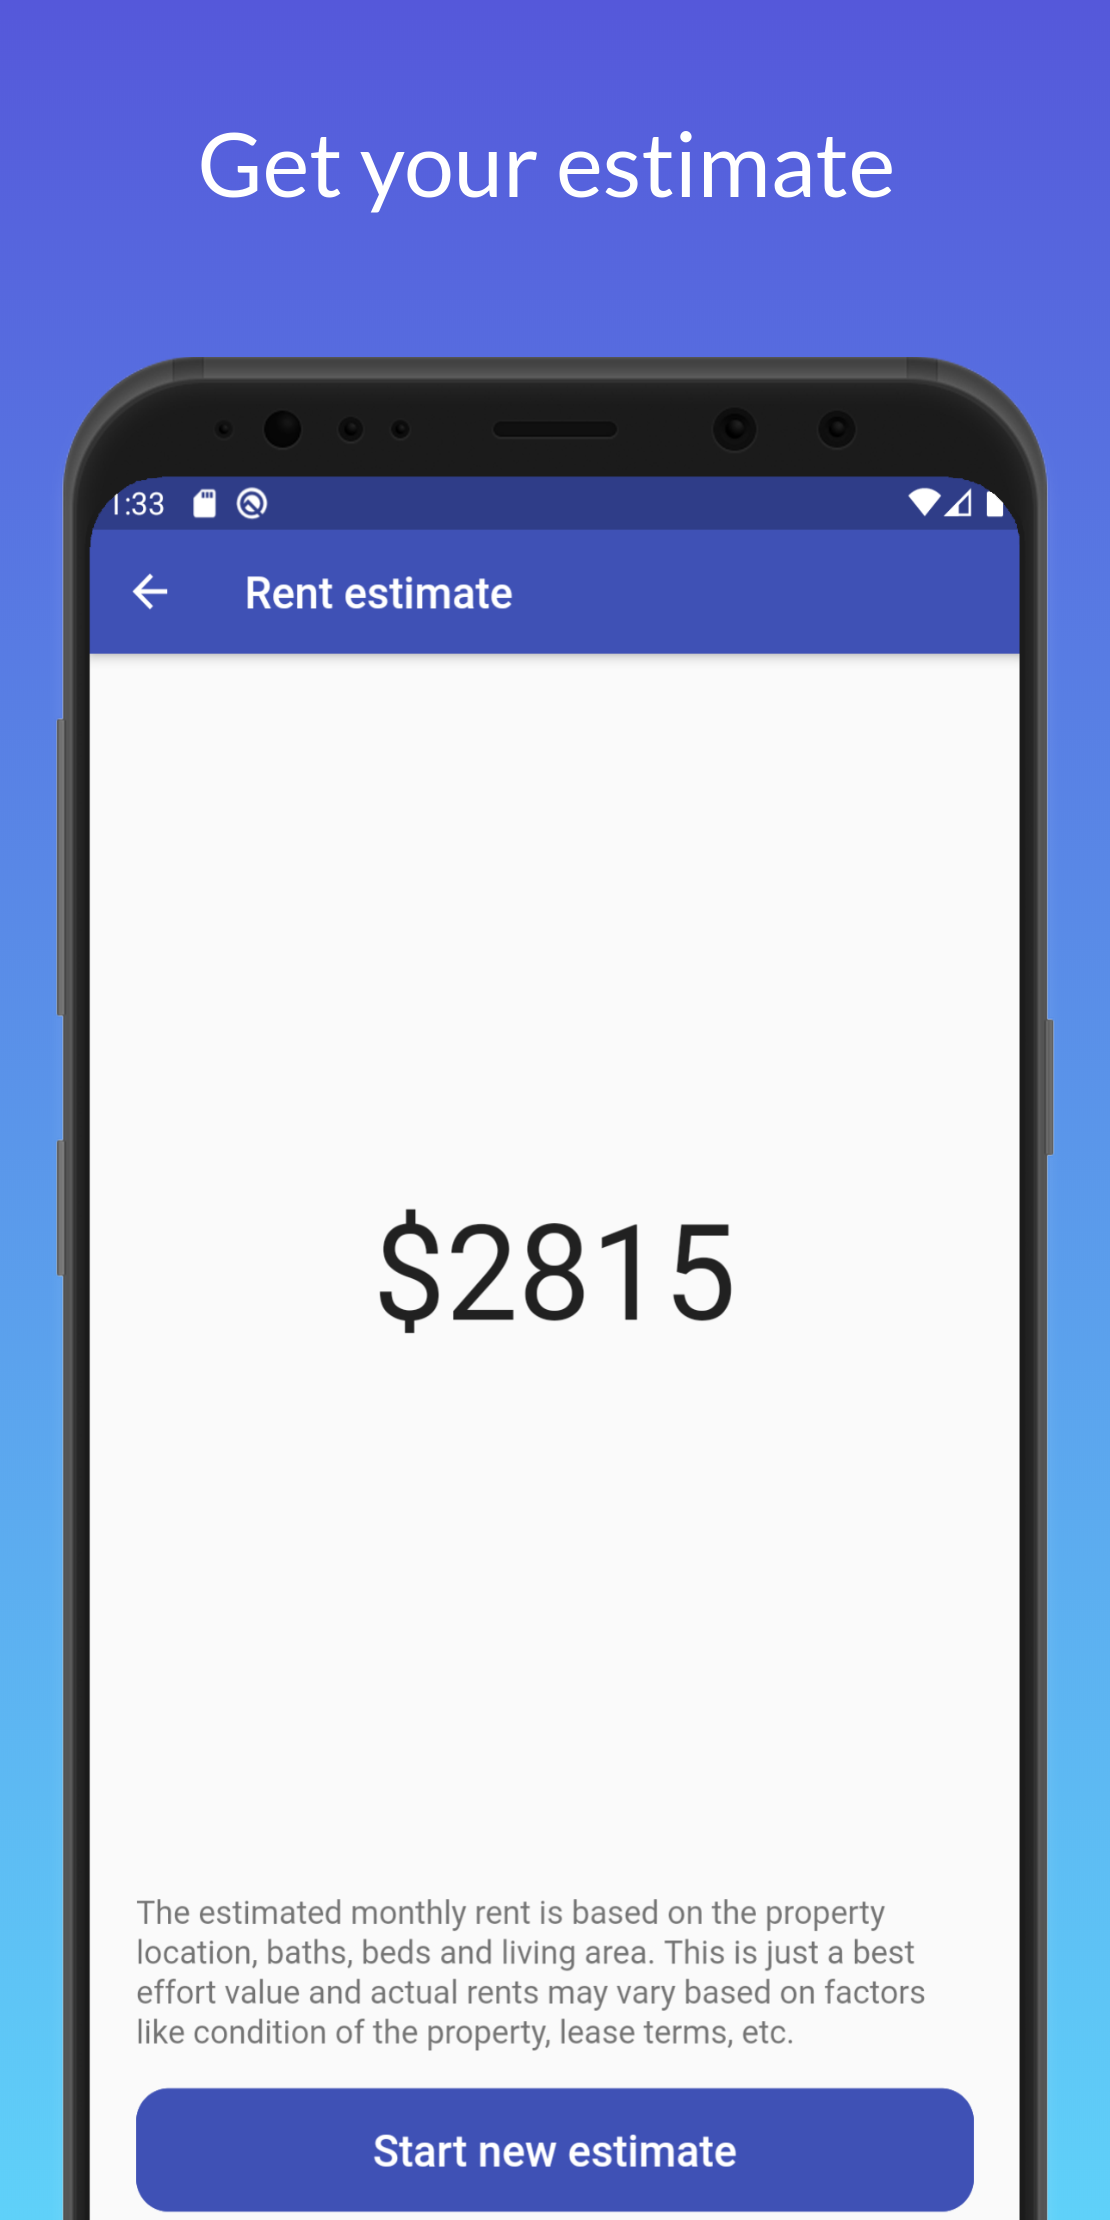 Get your estimate
1:33
Rent estimate
$2815
The estimated monthly rent is based on the property
location, baths, beds and living area. This is just a best
effort value and actual rents may vary based on factors
like condition of the property, lease terms, etc.
Start new estimate